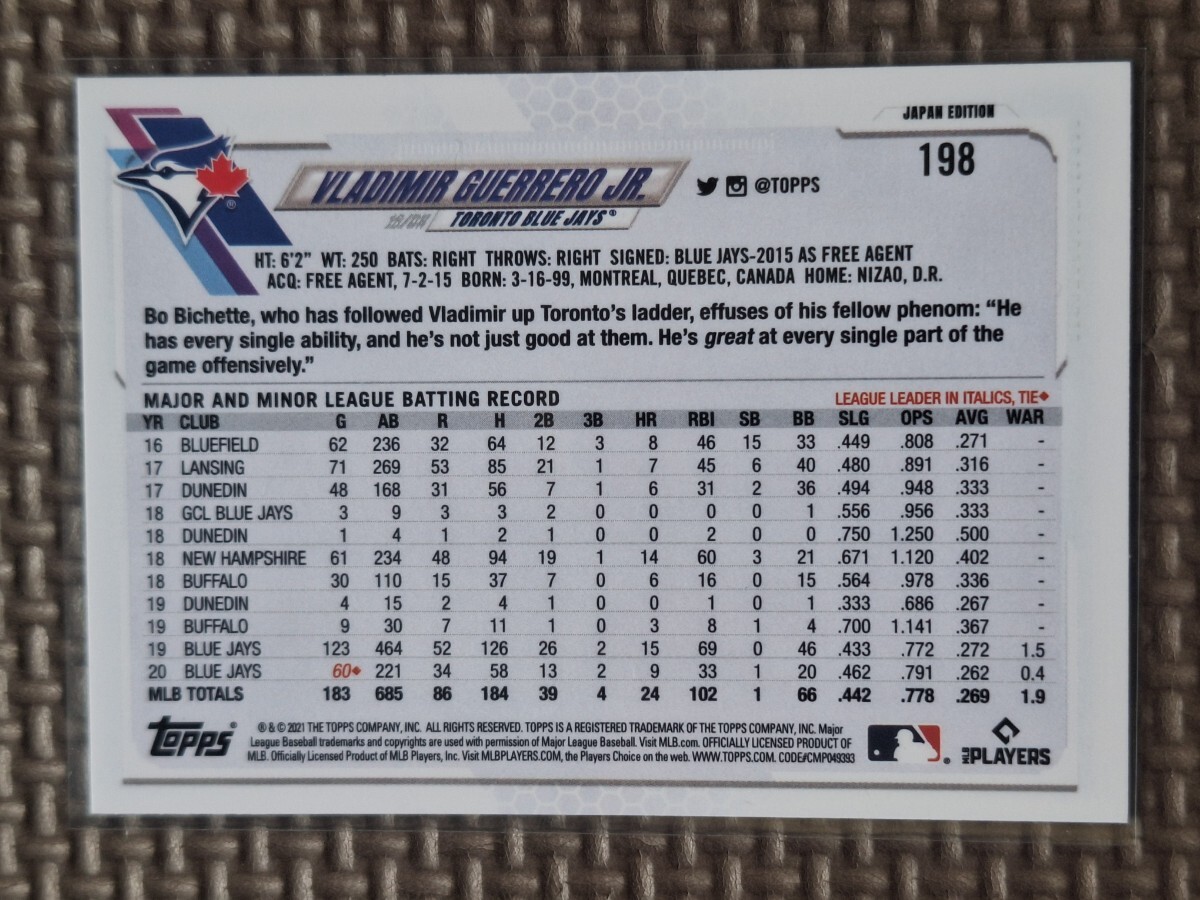 JAPAN EDITION
198
VLADIMIR GUERRERO JR.
@TOPPS
1B/DH TORONTO BLUE JAYS®
HT: 6'2" WT: 250 BATS: RIGHT THROWS: RIGHT SIGNED: BLUE JAYS-2015 AS FREE AGENT
ACQ: FREE AGENT, 7-2-15 BORN: 3-16-99, MONTREAL, QUEBEC, CANADA HOME: NIZAO, D.R.
Bo Bichette, who has followed Vladimir up Toronto's ladder, effuses of his fellow phenom: "He
has every single ability, and he's not just good at them. He's great at every single part of the
game offensively."
MAJOR AND MINOR LEAGUE BATTING RECORD LEAGUE LEADER IN ITALICS, TIE◆
YR CLUB G AB R H 2B 3B HR RBI SB BB SLG OPS AVG WAR
16 BLUEFIELD 62 236 32 64 12 3 8 46 15 33 .449 .808 .271 -
17 LANSING 71 269 53 85 21 1 7 45 6 40 .480 .891 .316 -
17 DUNEDIN 48 168 31 56 7 1 6 31 2 36 .494 .948 .333 -
18 GCL BLUE JAYS 3 9 3 3 2 0 0 0 0 1 .556 .956 .333 -
18 DUNEDIN 1 4 1 2 1 0 0 2 0 0 .750 1.250 .500 -
18 NEW HAMPSHIRE 61 234 48 94 19 1 14 60 3 21 .671 1.120 .402 -
18 BUFFALO 30 110 15 37 7 0 6 16 0 15 .564 .978 .336 -
19 DUNEDIN 4 15 2 4 1 0 0 1 0 1 .333 .686 .267 -
19 BUFFALO 9 30 7 11 1 0 3 8 1 4 .700 1.141 .367 -
19 BLUE JAYS 123 464 52 126 26 2 15 69 0 46 .433 .772 .272 1.5
20 BLUE JAYS 60◆ 221 34 58 13 2 9 33 1 20 .462 .791 .262 0.4
MLB TOTALS 183 685 86 184 39 4 24 102 1 66 .442 .778 .269 1.9
Topps®
® & © 2021 THE TOPPS COMPANY, INC. ALL RIGHTS RESERVED. TOPPS IS A REGISTERED TRADEMARK OF THE TOPPS COMPANY, INC. Major
League Baseball trademarks and copyrights are used with permission of Major League Baseball. Visit MLB.com. OFFICIALLY LICENSED PRODUCT OF
MLB. Officially Licensed Product of MLB Players, Inc. Visit MLBPLAYERS.COM, the Players Choice on the web. WWW.TOPPS.COM. CODE#CMP049393
MLB PLAYERS